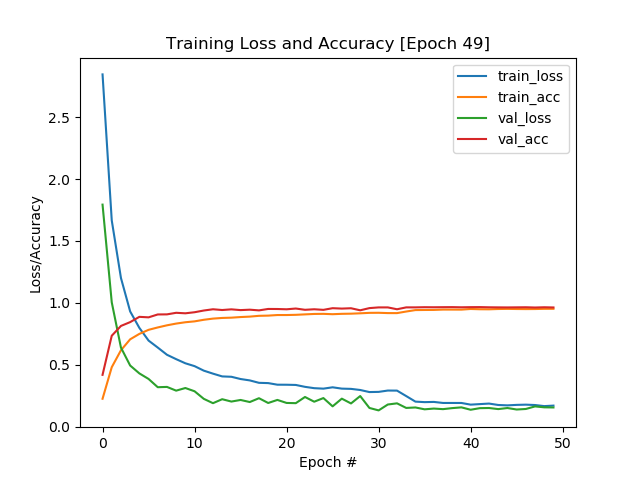 Training Loss and Accuracy [Epoch 49]
train_loss
train_acc
val_loss
val_acc
Loss/Accuracy
2.5
2.0
1.5
1.0
0.5
0.0
0
10
20
30
40
50
Epoch #